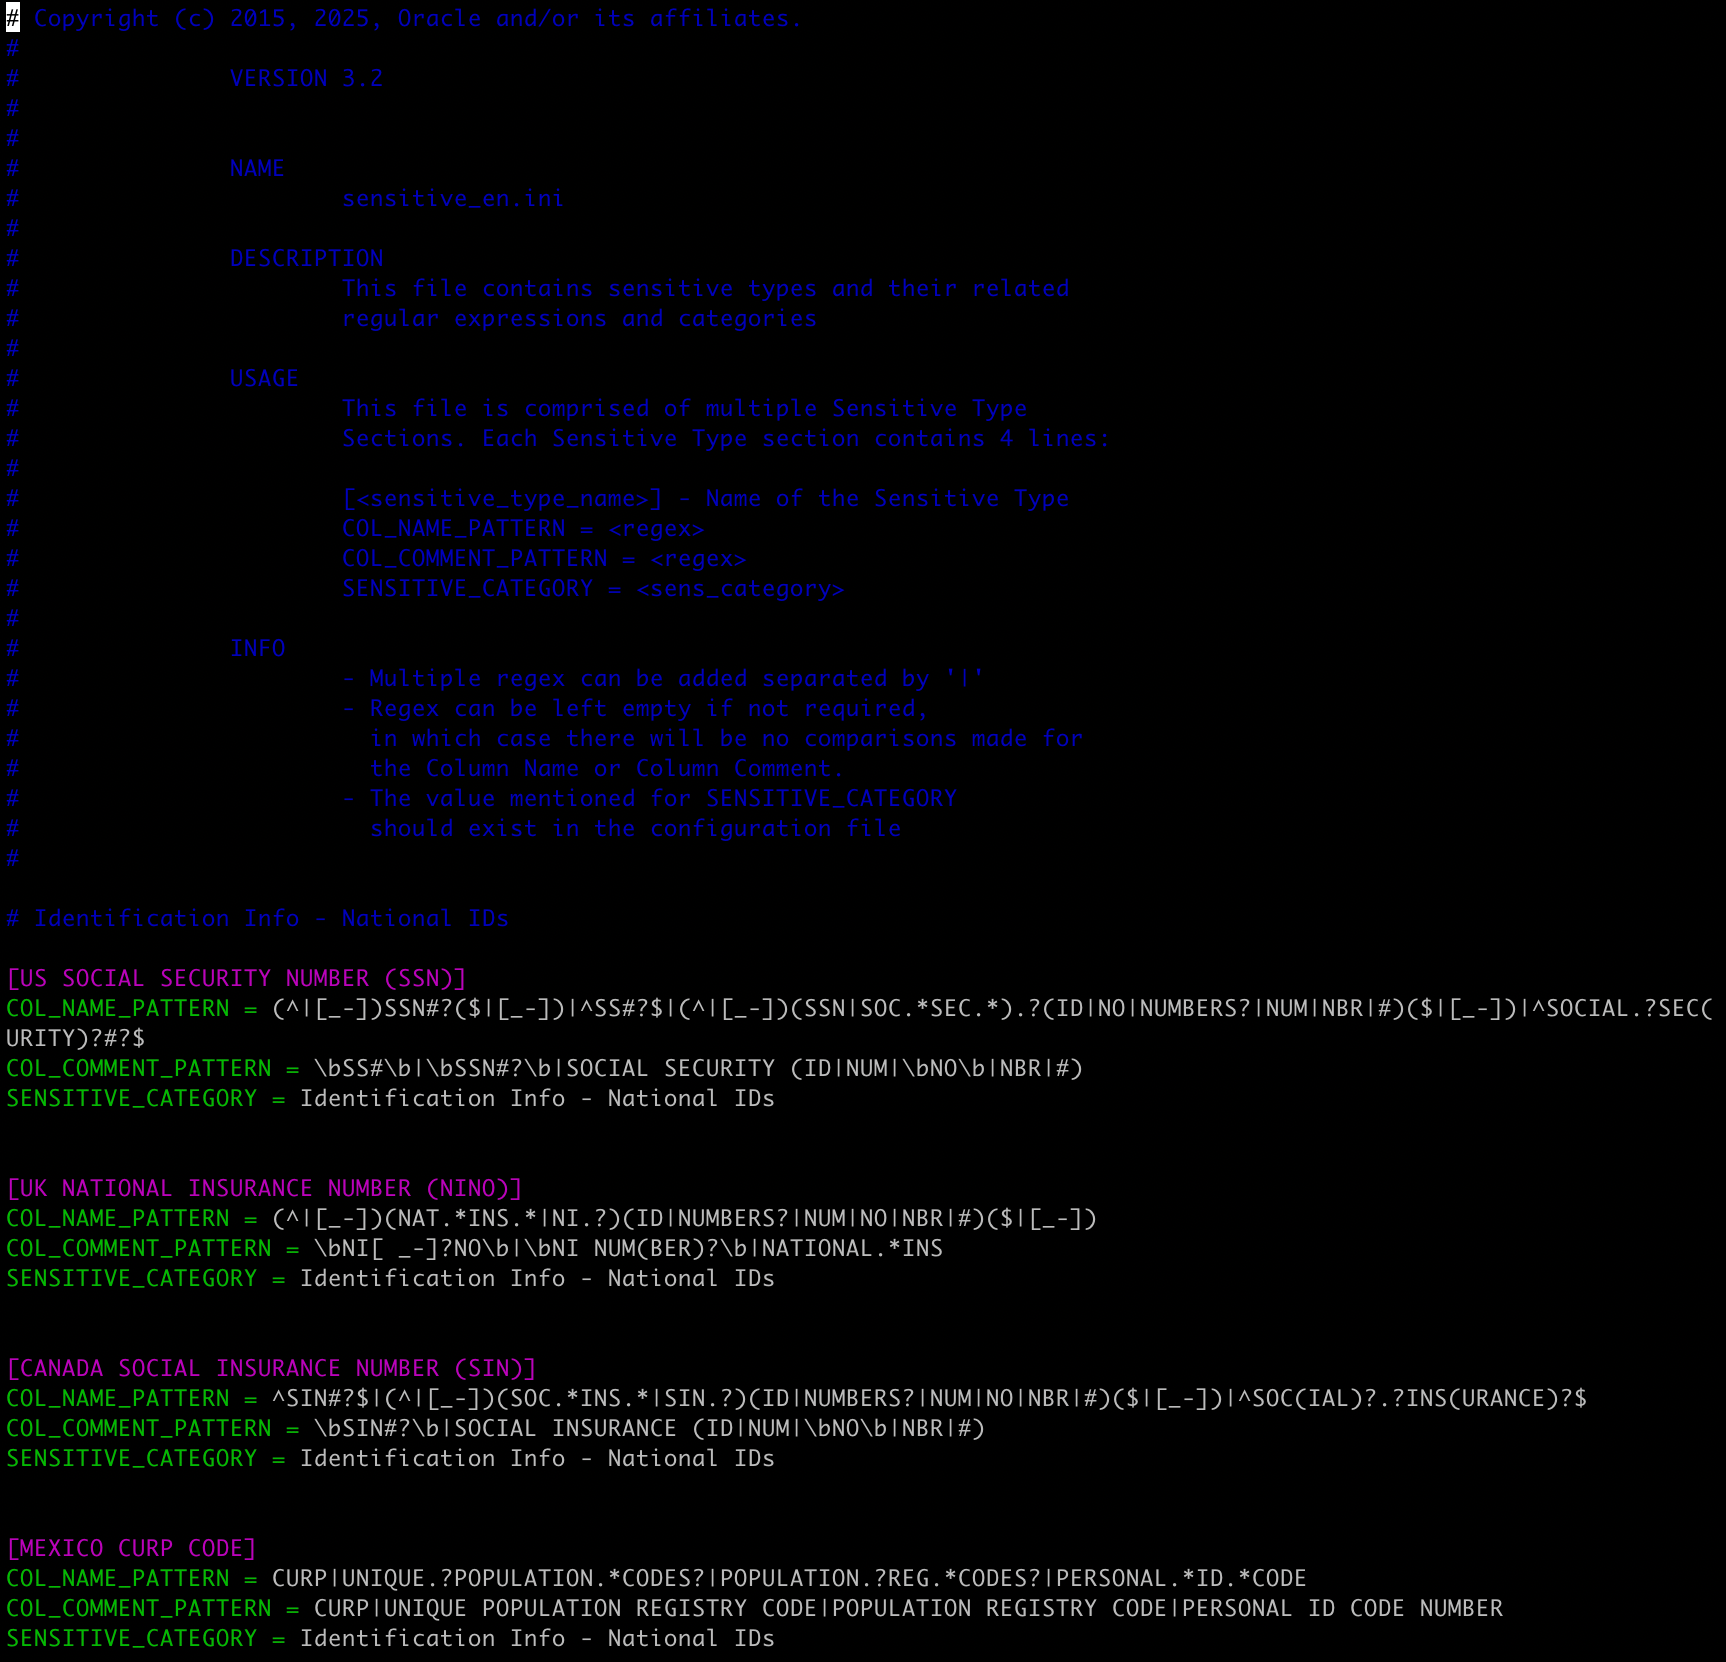 # Copyright (c) 2015, 2025, Oracle and/or its affiliates.
#
#               VERSION 3.2
#
#
#               NAME
#                       sensitive_en.ini
#
#               DESCRIPTION
#                       This file contains sensitive types and their related
#                       regular expressions and categories
#
#               USAGE
#                       This file is comprised of multiple Sensitive Type
#                       Sections. Each Sensitive Type section contains 4 lines:
#
#                       [<sensitive_type_name>] - Name of the Sensitive Type
#                       COL_NAME_PATTERN = <regex>
#                       COL_COMMENT_PATTERN = <regex>
#                       SENSITIVE_CATEGORY = <sens_category>
#
#               INFO
#                       - Multiple regex can be added separated by '|'
#                       - Regex can be left empty if not required,
#                         in which case there will be no comparisons made for
#                         the Column Name or Column Comment.
#                       - The value mentioned for SENSITIVE_CATEGORY
#                         should exist in the configuration file
#

# Identification Info - National IDs

[US SOCIAL SECURITY NUMBER (SSN)]
COL_NAME_PATTERN = (^|[_-])SSN#?($|[_-])|^SS#?$|(^|[_-])(SSN|SOC.*SEC.*).?(ID|NO|NUMBERS?|NUM|NBR|#)($|[_-])|^SOCIAL.?SEC(
URITY)?#?$
COL_COMMENT_PATTERN = \bSS#\b|\bSSN#?\b|SOCIAL SECURITY (ID|NUM|\bNO\b|NBR|#)
SENSITIVE_CATEGORY = Identification Info - National IDs


[UK NATIONAL INSURANCE NUMBER (NINO)]
COL_NAME_PATTERN = (^|[_-])(NAT.*INS.*|NI.?)(ID|NUMBERS?|NUM|NO|NBR|#)($|[_-])
COL_COMMENT_PATTERN = \bNI[ _-]?NO\b|\bNI NUM(BER)?\b|NATIONAL.*INS
SENSITIVE_CATEGORY = Identification Info - National IDs


[CANADA SOCIAL INSURANCE NUMBER (SIN)]
COL_NAME_PATTERN = ^SIN#?$|(^|[_-])(SOC.*INS.*|SIN.?)(ID|NUMBERS?|NUM|NO|NBR|#)($|[_-])|^SOC(IAL)?.?INS(URANCE)?$
COL_COMMENT_PATTERN = \bSIN#?\b|SOCIAL INSURANCE (ID|NUM|\bNO\b|NBR|#)
SENSITIVE_CATEGORY = Identification Info - National IDs


[MEXICO CURP CODE]
COL_NAME_PATTERN = CURP|UNIQUE.?POPULATION.*CODES?|POPULATION.?REG.*CODES?|PERSONAL.*ID.*CODE
COL_COMMENT_PATTERN = CURP|UNIQUE POPULATION REGISTRY CODE|POPULATION REGISTRY CODE|PERSONAL ID CODE NUMBER
SENSITIVE_CATEGORY = Identification Info - National IDs